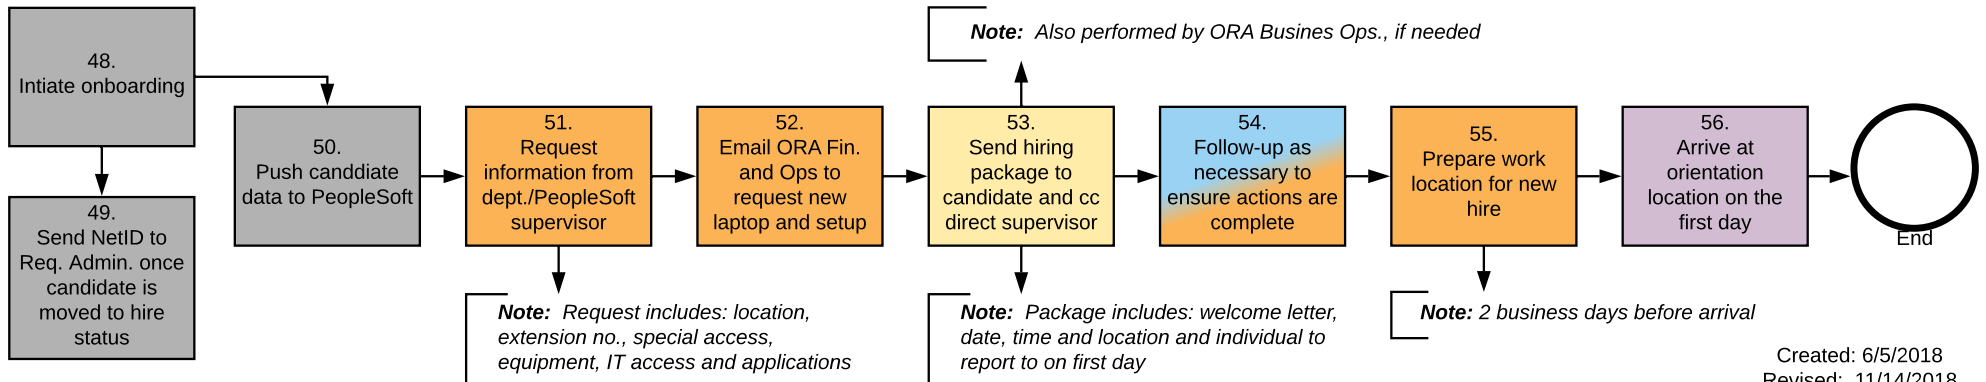 48.
Intiate onboarding
49.
Send NetID to
Req. Admin. once
candidate is
moved to hire
status
50.
Push canddiate
data to PeopleSoft
51.
Request
information from
dept./PeopleSoft
supervisor
Note:  Request includes: location,
extension no., special access,
equipment, IT access and applications
52.
Email ORA Fin.
and Ops to
request new
laptop and setup
Note:  Also performed by ORA Busines Ops., if needed
53.
Send hiring
package to
candidate and cc
direct supervisor
Note:  Package includes: welcome letter,
date, time and location and individual to
report to on first day
54.
Follow-up as
necessary to
ensure actions are
complete
55.
Prepare work
location for new
hire
Note: 2 business days before arrival
56.
Arrive at
orientation
location on the
first day
End
Created: 6/5/2018
Revised:  11/14/2018